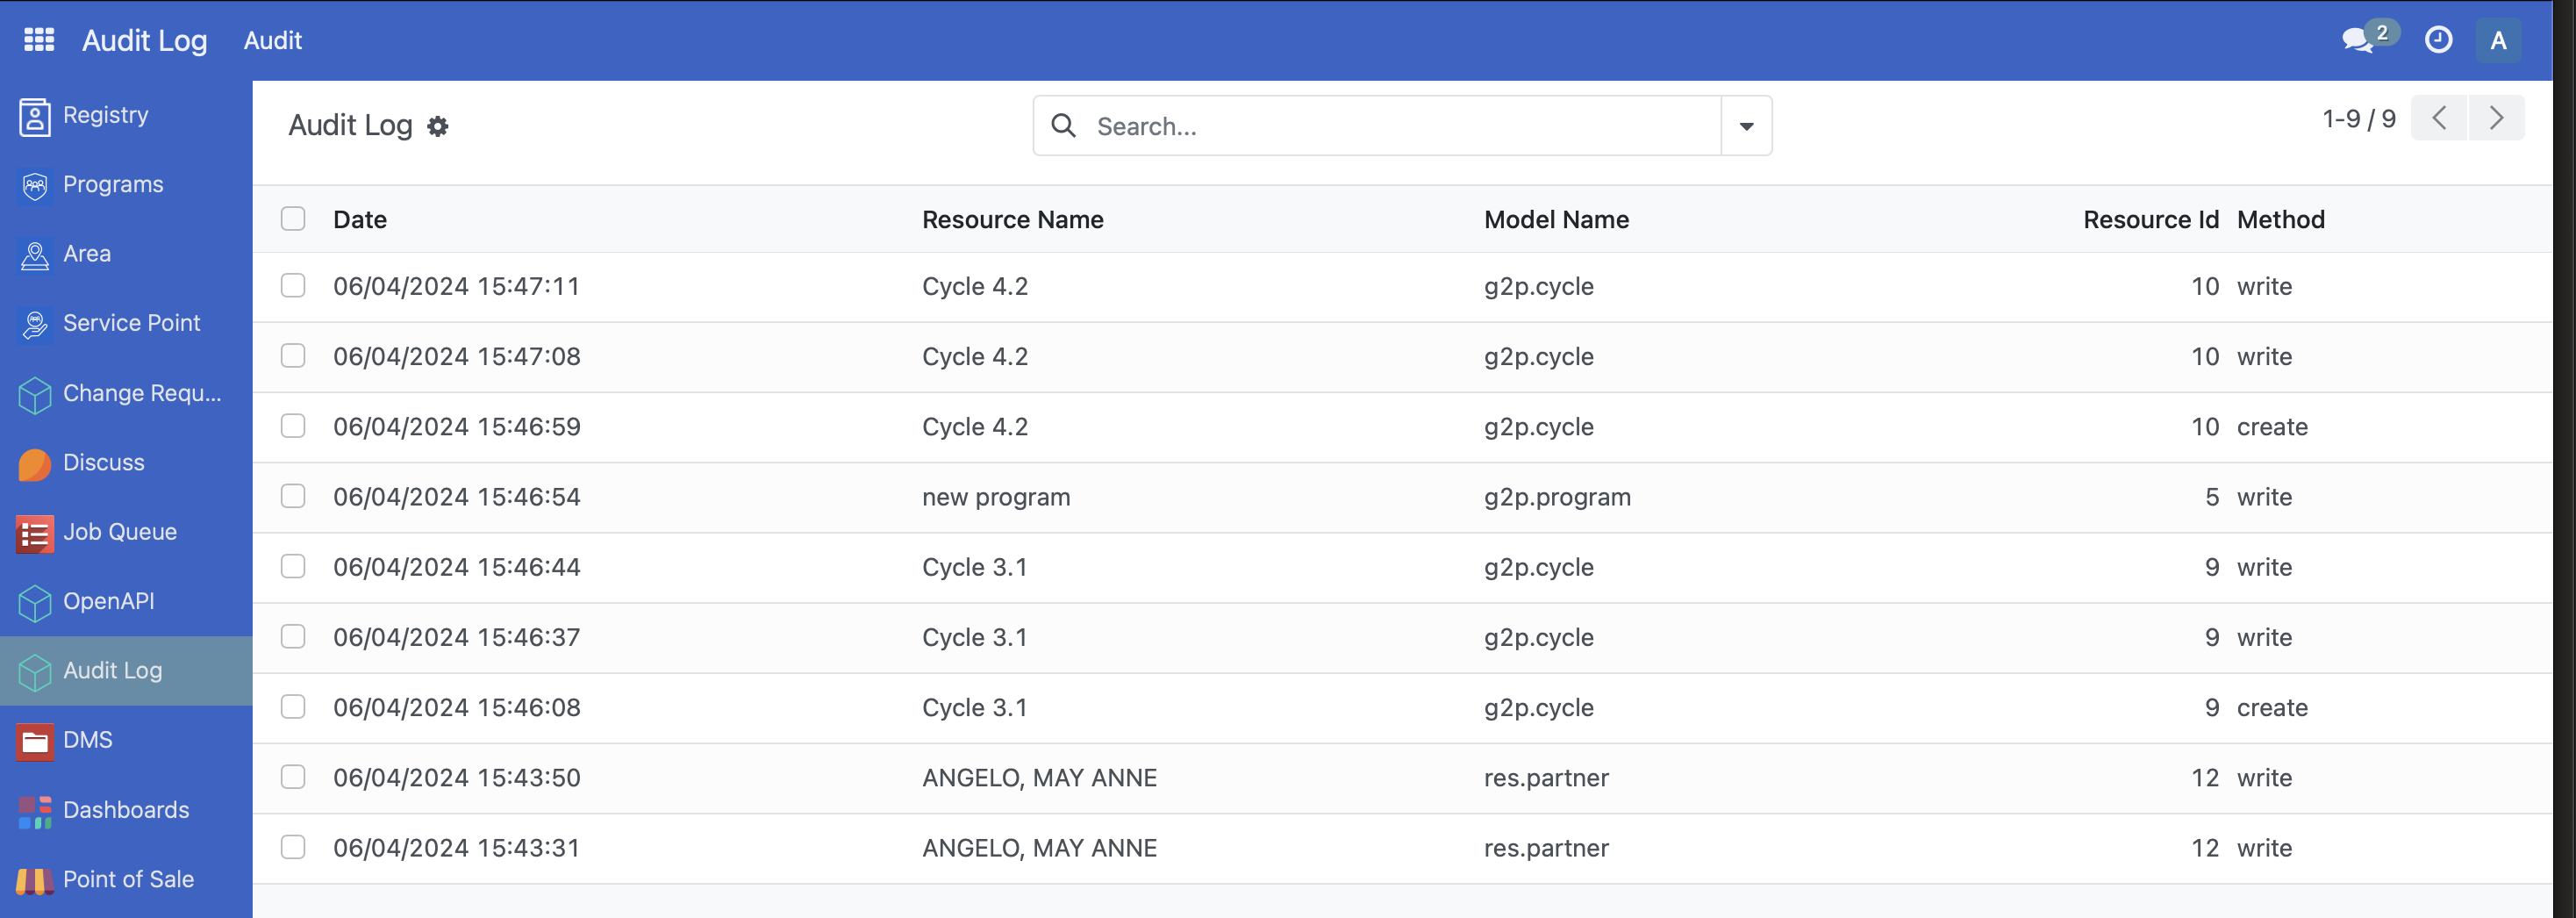 Audit Log Audit 2 A
Registry
Programs
Area
Service Point
Change Requ...
Discuss
Job Queue
OpenAPI
Audit Log
DMS
Dashboards
Point of Sale
Audit Log Search... 1-9 / 9
Date Resource Name Model Name Resource Id Method
06/04/2024 15:47:11 Cycle 4.2 g2p.cycle 10 write
06/04/2024 15:47:08 Cycle 4.2 g2p.cycle 10 write
06/04/2024 15:46:59 Cycle 4.2 g2p.cycle 10 create
06/04/2024 15:46:54 new program g2p.program 5 write
06/04/2024 15:46:44 Cycle 3.1 g2p.cycle 9 write
06/04/2024 15:46:37 Cycle 3.1 g2p.cycle 9 write
06/04/2024 15:46:08 Cycle 3.1 g2p.cycle 9 create
06/04/2024 15:43:50 ANGELO, MAY ANNE res.partner 12 write
06/04/2024 15:43:31 ANGELO, MAY ANNE res.partner 12 write